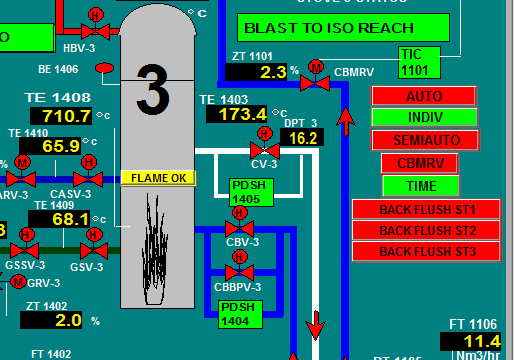 °C
O
BLAST TO ISO REACH
H
HBV-3
ZT 1101
2.3 %
M
CBMRV
TIC
1101
BE 1406
3
TE 1408
710.7 °C
TE 1403
173.4 °C
DPT 3
16.2
AUTO
INDIV
SEMIAUTO
CBMRV
TIME
TE 1410
65.9 °C
H
CV-3
% M H
ARV-3 CASV-3
FLAME OK
PDSH
1405
TE 1409
68.1 °C
BACK FLUSH ST1
BACK FLUSH ST2
BACK FLUSH ST3
H
CBV-3
H H
GSSV-3 GSV-3
H
CBBPV-3
M GRV-3
ZT 1402
2.0 %
PDSH
1404
FT 1106
11.4
Nm3/hr
FT 1402